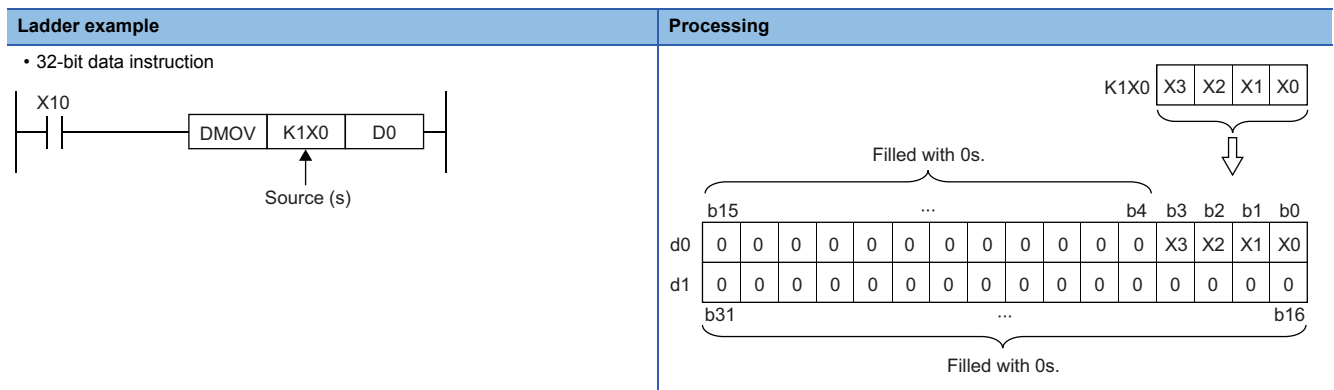 Ladder example
Processing
• 32-bit data instruction
X10
DMOV K1X0 D0
Source (s)
K1X0 X3 X2 X1 X0
Filled with 0s.
b15 ... b4 b3 b2 b1 b0
d0 0 0 0 0 0 0 0 0 0 0 0 0 X3 X2 X1 X0
d1 0 0 0 0 0 0 0 0 0 0 0 0 0 0 0 0
b31 ... b16
Filled with 0s.